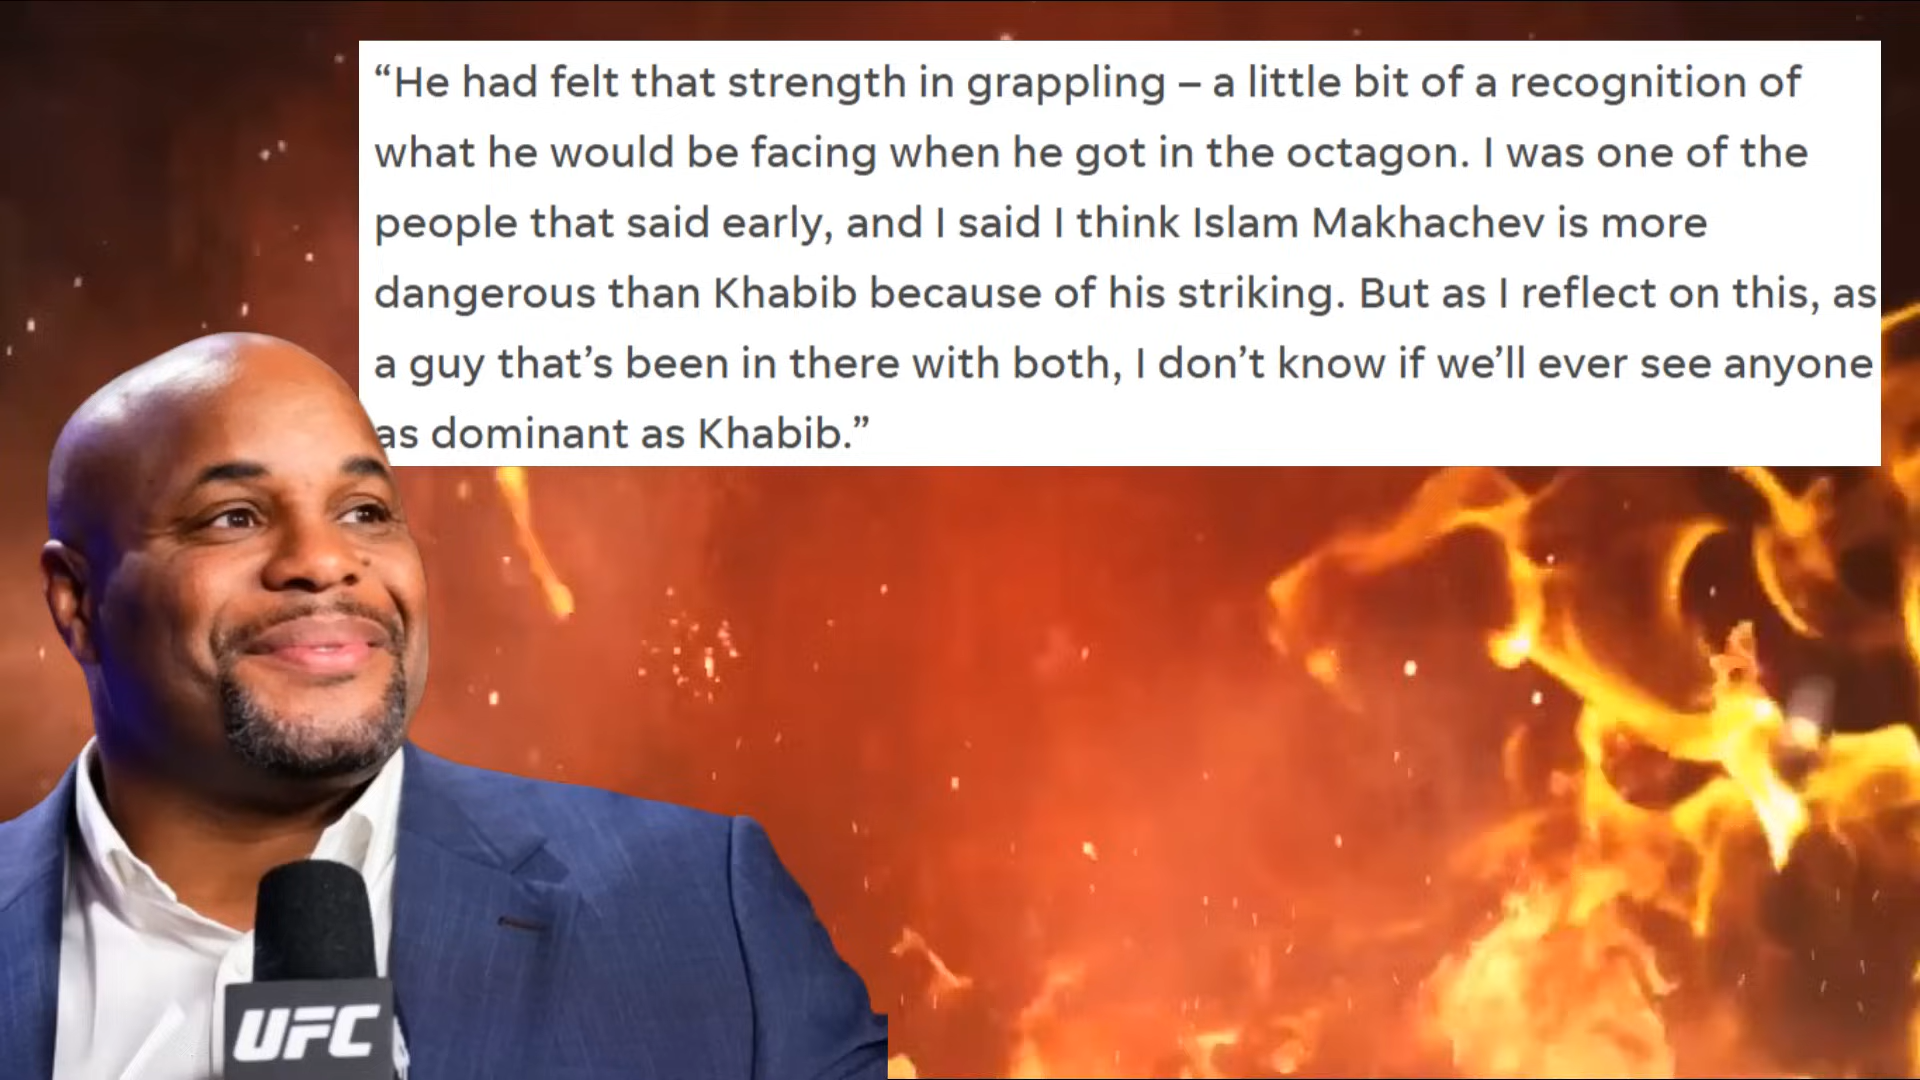 “He had felt that strength in grappling – a little bit of a recognition of
what he would be facing when he got in the octagon. I was one of the
people that said early, and I said I think Islam Makhachev is more
dangerous than Khabib because of his striking. But as I reflect on this, as
a guy that’s been in there with both, I don’t know if we’ll ever see anyone
as dominant as Khabib.”
UFC